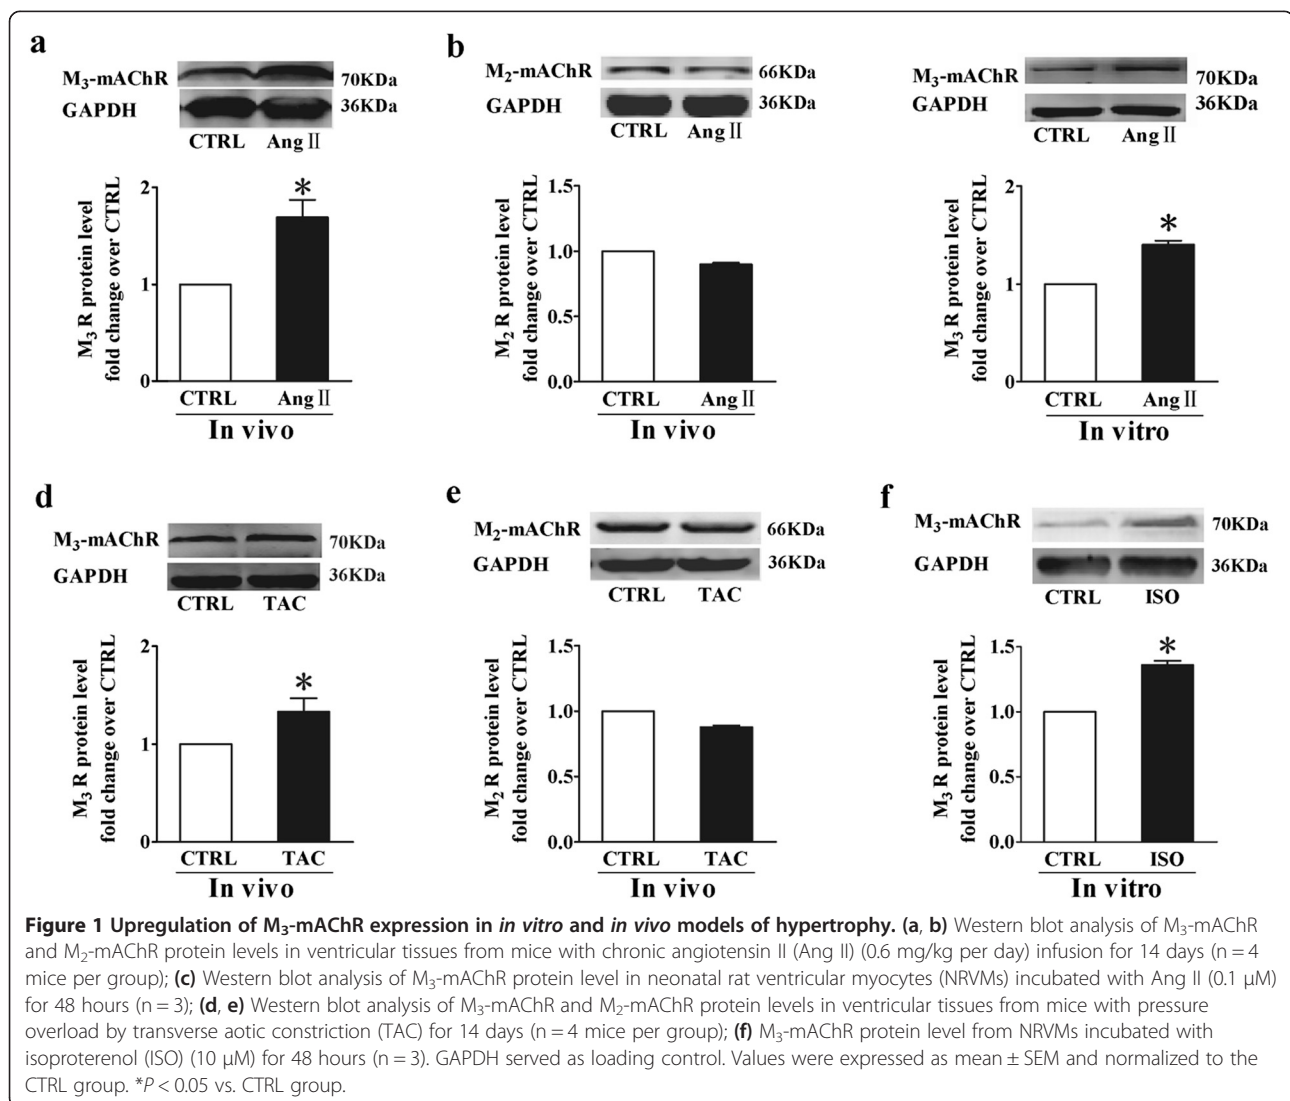 a
M₃-mAChR
70KDa
GAPDH
36KDa
CTRL Ang Ⅱ
M₃ R protein level
fold change over CTRL
2
1
0
*
CTRL Ang Ⅱ
In vivo
b
M₂-mAChR
66KDa
GAPDH
36KDa
CTRL Ang Ⅱ
M₂ R protein level
fold change over CTRL
1.5
1.0
0.5
0.0
CTRL Ang Ⅱ
In vivo
M₃-mAChR
70KDa
GAPDH
36KDa
CTRL Ang Ⅱ
M₃ R protein level
fold change over CTRL
2
1
0
*
CTRL Ang Ⅱ
In vitro
d
M₃-mAChR
70KDa
GAPDH
36KDa
CTRL TAC
M₃ R protein level
fold change over CTRL
2
1
0
*
CTRL TAC
In vivo
e
M₂-mAChR
66KDa
GAPDH
36KDa
CTRL TAC
M₂ R protein level
fold change over CTRL
1.5
1.0
0.5
0.0
CTRL TAC
In vivo
f
M₃-mAChR
70KDa
GAPDH
36KDa
CTRL ISO
M₃ R protein level
fold change over CTRL
1.5
1.0
0.5
0.0
*
CTRL ISO
In vitro
Figure 1 Upregulation of M₃-mAChR expression in in vitro and in vivo models of hypertrophy. (a, b) Western blot analysis of M₃-mAChR
and M₂-mAChR protein levels in ventricular tissues from mice with chronic angiotensin II (Ang II) (0.6 mg/kg per day) infusion for 14 days (n = 4
mice per group); (c) Western blot analysis of M₃-mAChR protein level in neonatal rat ventricular myocytes (NRVMs) incubated with Ang II (0.1 μM)
for 48 hours (n = 3); (d, e) Western blot analysis of M₃-mAChR and M₂-mAChR protein levels in ventricular tissues from mice with pressure
overload by transverse aotic constriction (TAC) for 14 days (n = 4 mice per group); (f) M₃-mAChR protein level from NRVMs incubated with
isoproterenol (ISO) (10 μM) for 48 hours (n = 3). GAPDH served as loading control. Values were expressed as mean ± SEM and normalized to the
CTRL group. *P < 0.05 vs. CTRL group.